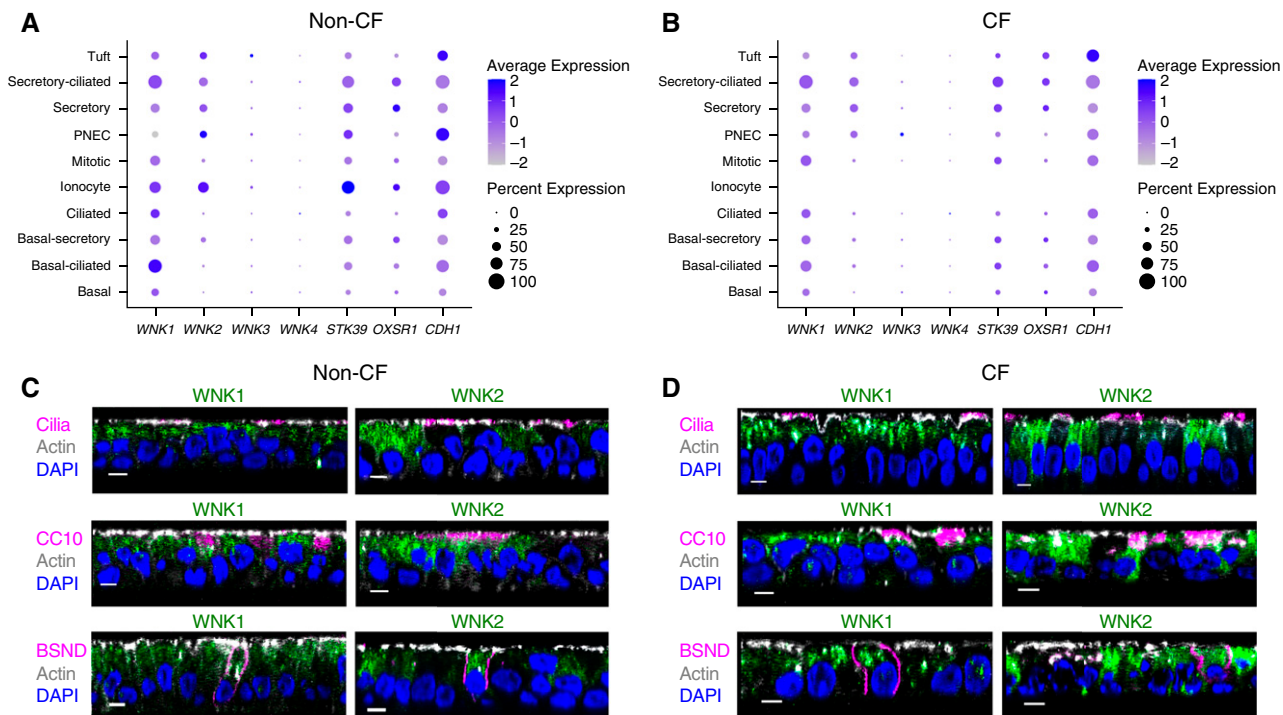 A
Non-CF
Tuft
Secretory-ciliated
Secretory
PNEC
Mitotic
Ionocyte
Ciliated
Basal-secretory
Basal-ciliated
Basal
WNK1 WNK2 WNK3 WNK4 STK39 OXSR1 CDH1
Average Expression
2
1
0
−1
−2
Percent Expression
0
25
50
75
100
B
CF
Tuft
Secretory-ciliated
Secretory
PNEC
Mitotic
Ionocyte
Ciliated
Basal-secretory
Basal-ciliated
Basal
WNK1 WNK2 WNK3 WNK4 STK39 OXSR1 CDH1
Average Expression
2
1
0
−1
−2
Percent Expression
0
25
50
75
100
C
Non-CF
WNK1 WNK2
Cilia
Actin
DAPI
WNK1 WNK2
CC10
Actin
DAPI
WNK1 WNK2
BSND
Actin
DAPI
D
CF
WNK1 WNK2
Cilia
Actin
DAPI
WNK1 WNK2
CC10
Actin
DAPI
WNK1 WNK2
BSND
Actin
DAPI